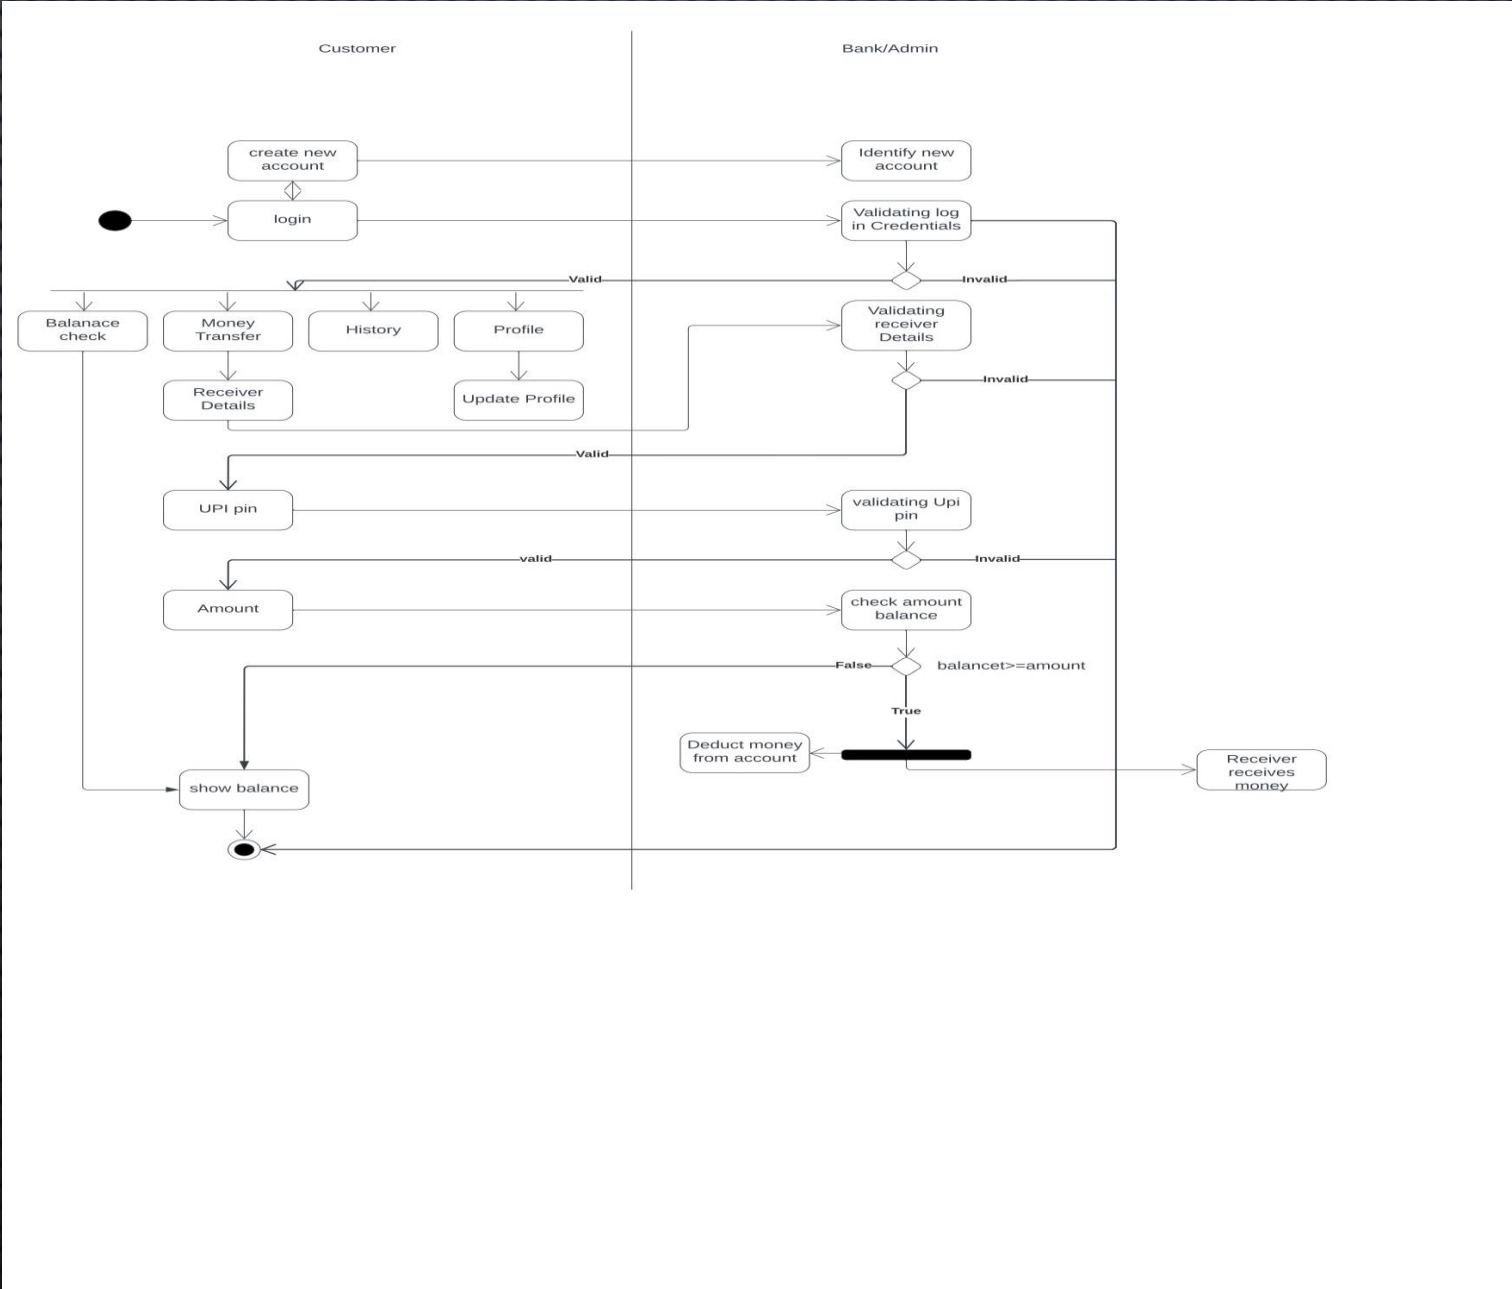 Customer
Bank/Admin
create new
account
Identify new
account
login
Validating log
in Credentials
Valid
Invalid
Balanace
check
Money
Transfer
History
Profile
Validating
receiver
Details
Invalid
Receiver
Details
Update Profile
Valid
UPI pin
validating Upi
pin
valid
Invalid
Amount
check amount
balance
False
balancet>=amount
True
Deduct money
from account
Receiver
receives
money
show balance